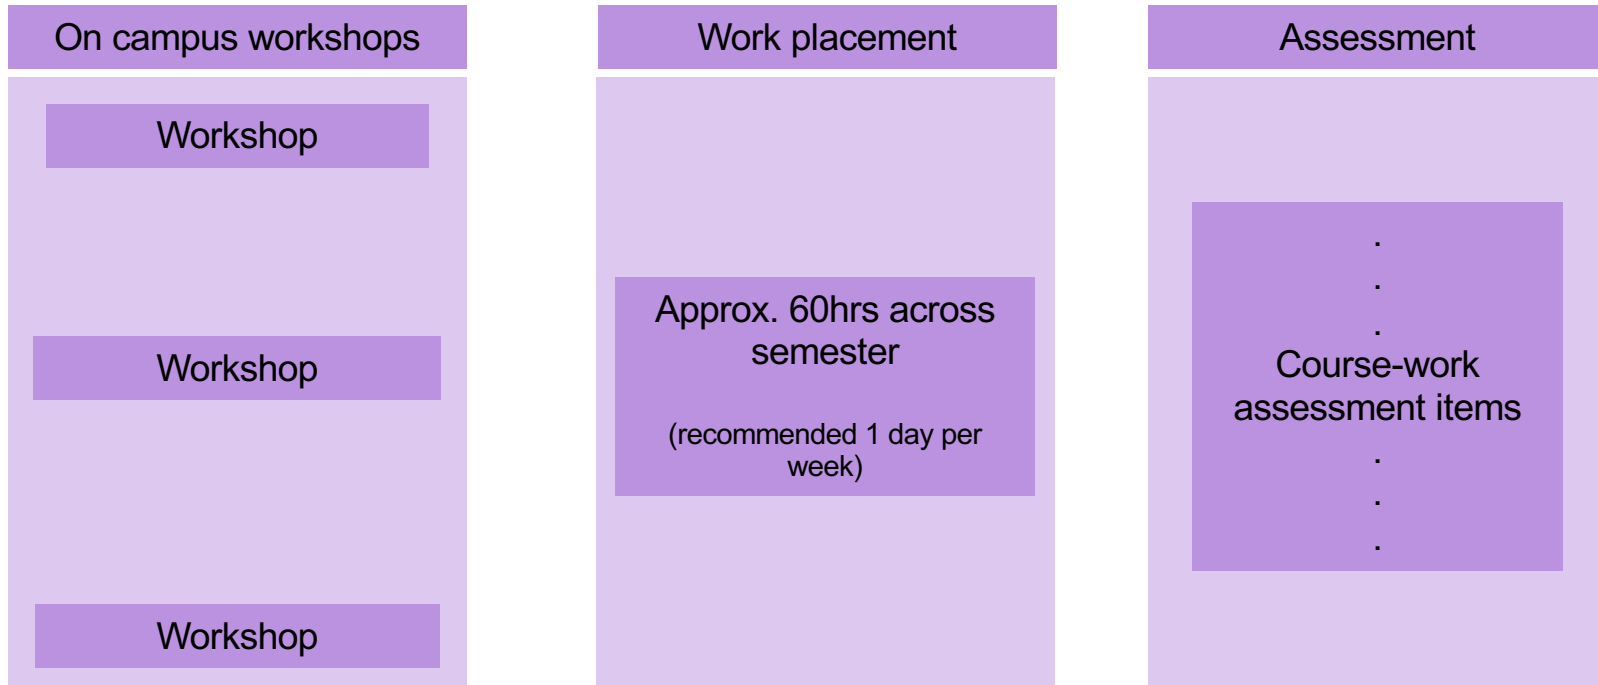 On campus workshops
Workshop
Workshop
Workshop
Work placement
Approx. 60hrs across
semester
(recommended 1 day per
week)
Assessment
.
.
.
Course-work
assessment items
.
.
.